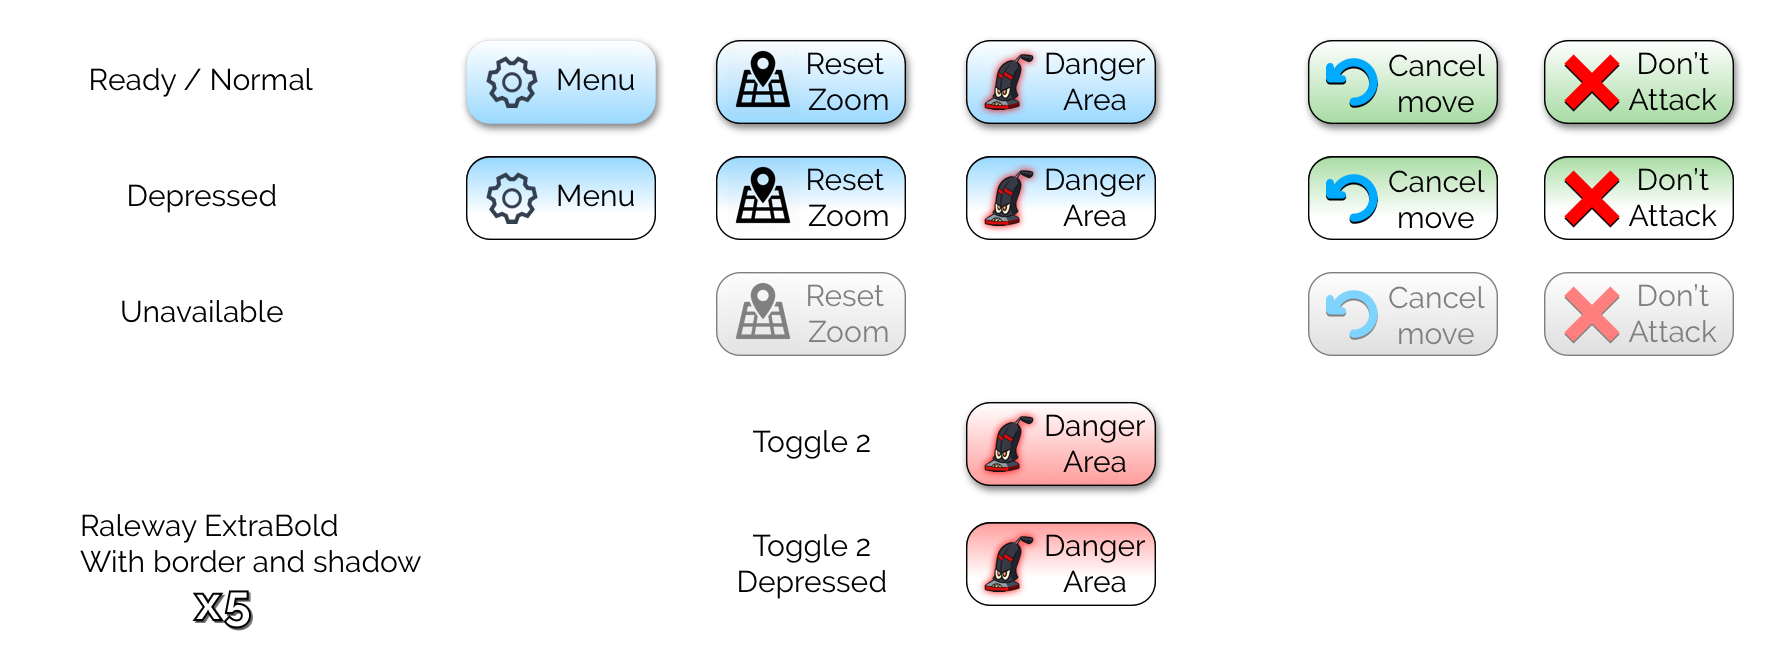 Ready / Normal
Menu
Reset
Zoom
Danger
Area
Cancel
move
Don't
Attack
Depressed
Menu
Reset
Zoom
Danger
Area
Cancel
move
Don't
Attack
Unavailable
Reset
Zoom
Cancel
move
Don't
Attack
Toggle 2
Danger
Area
Raleway ExtraBold
With border and shadow
x5
Toggle 2
Depressed
Danger
Area